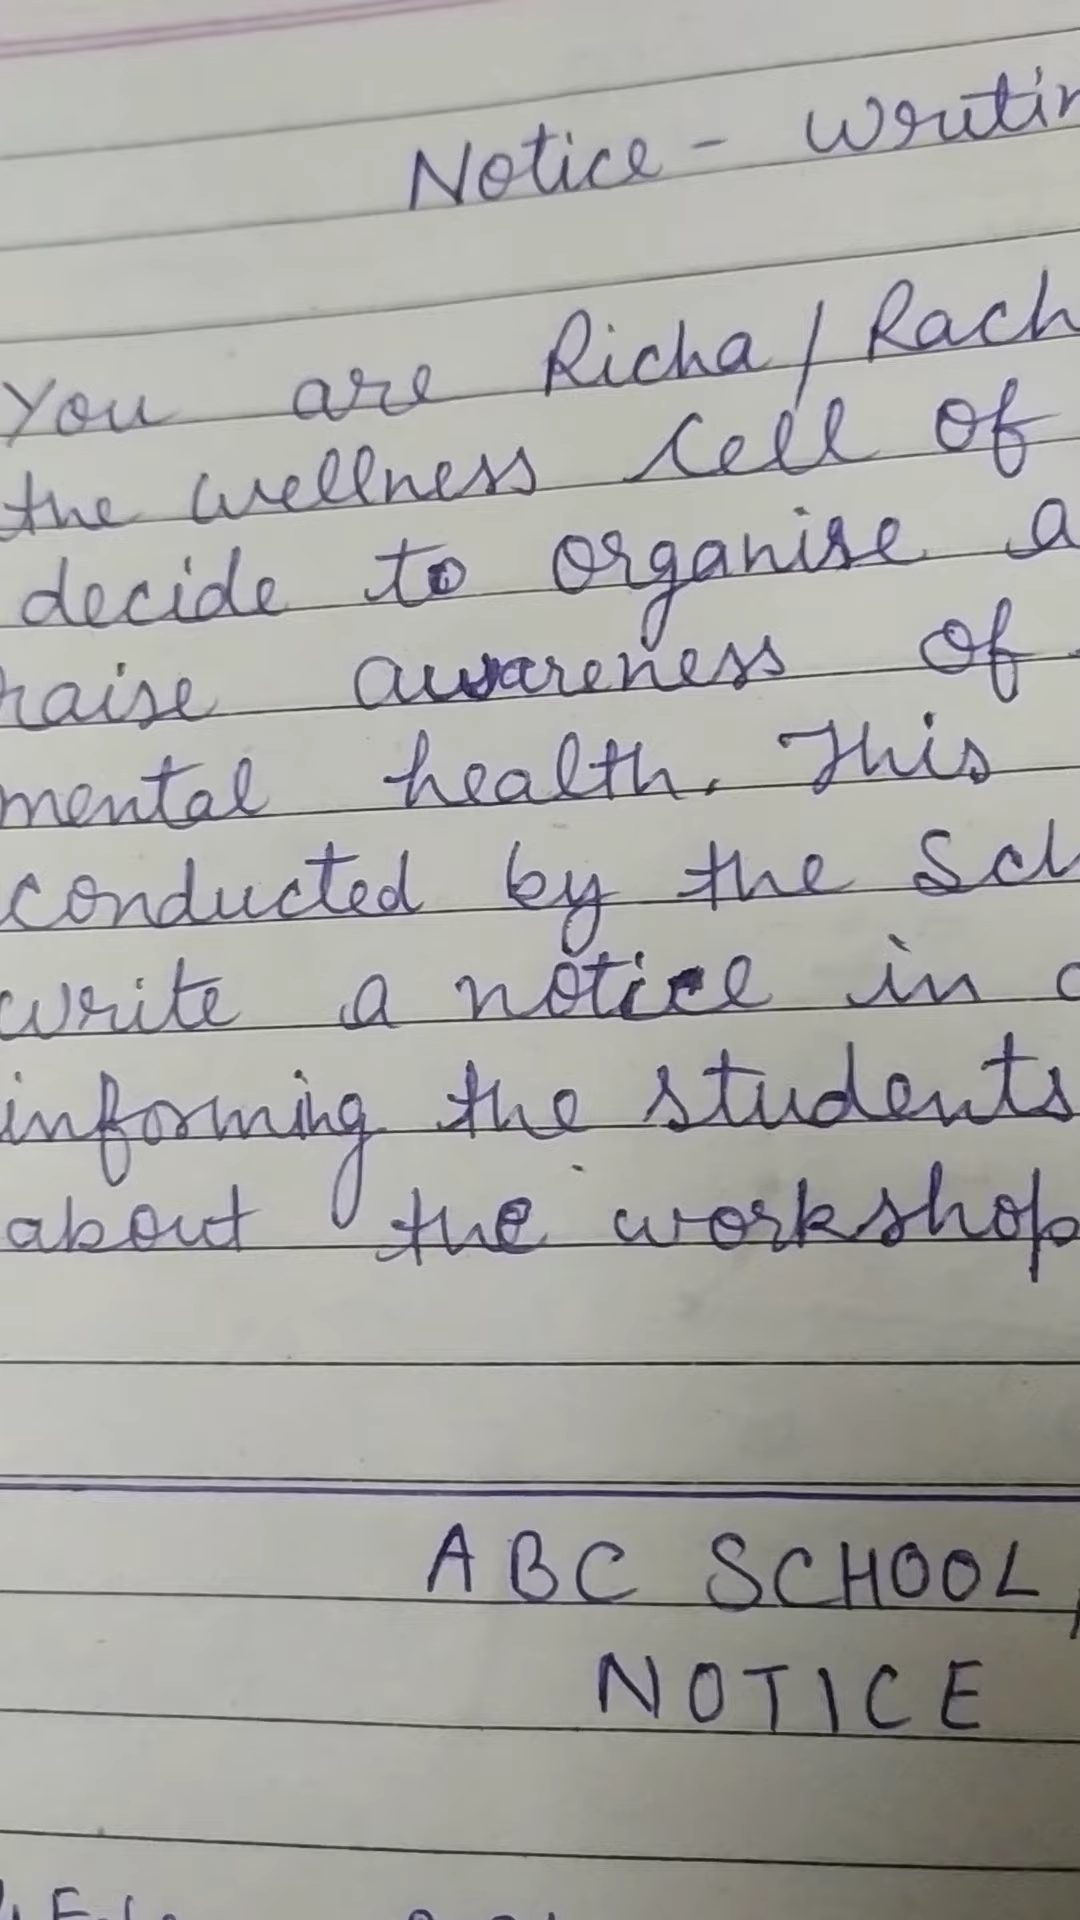 Notice - Writin
You are Richa / Rach
the wellness cell of
decide to organise a
raise awareness of
mental health. This
conducted by the Sch
write a notice in
informing the students
about the workshop
ABC SCHOOL,
NOTICE